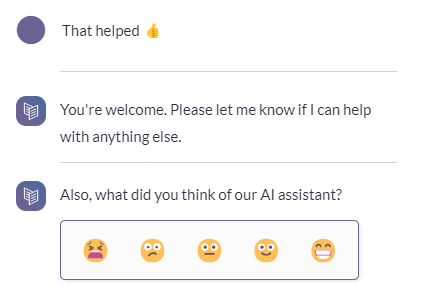 That helped 👍
You're welcome. Please let me know if I can help
with anything else.
Also, what did you think of our AI assistant?